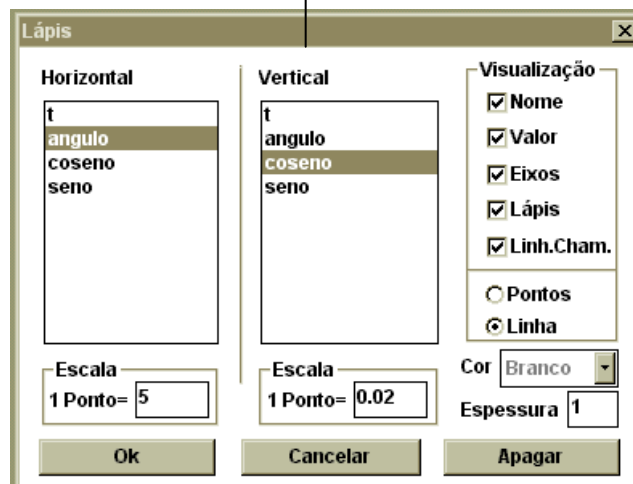 Lápis
Horizontal
t
angulo
coseno
seno
Escala
1 Ponto= 5
Vertical
t
angulo
coseno
seno
Escala
1 Ponto= 0.02
Visualização
Nome
Valor
Eixos
Lápis
Linh.Cham.
Pontos
Linha
Cor Branco
Espessura 1
Ok
Cancelar
Apagar